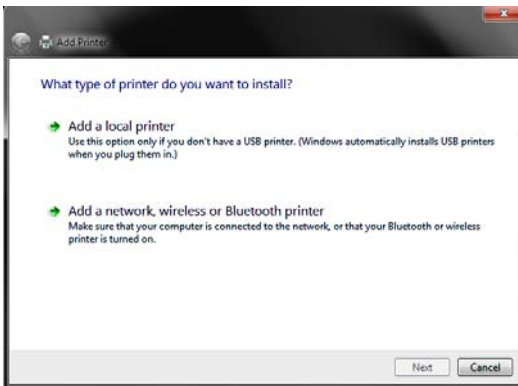 Add Printer
What type of printer do you want to install?
Add a local printer
Use this option only if you don't have a USB printer. (Windows automatically installs USB printers
when you plug them in.)
Add a network, wireless or Bluetooth printer
Make sure that your computer is connected to the network, or that your Bluetooth or wireless
printer is turned on.
Next Cancel